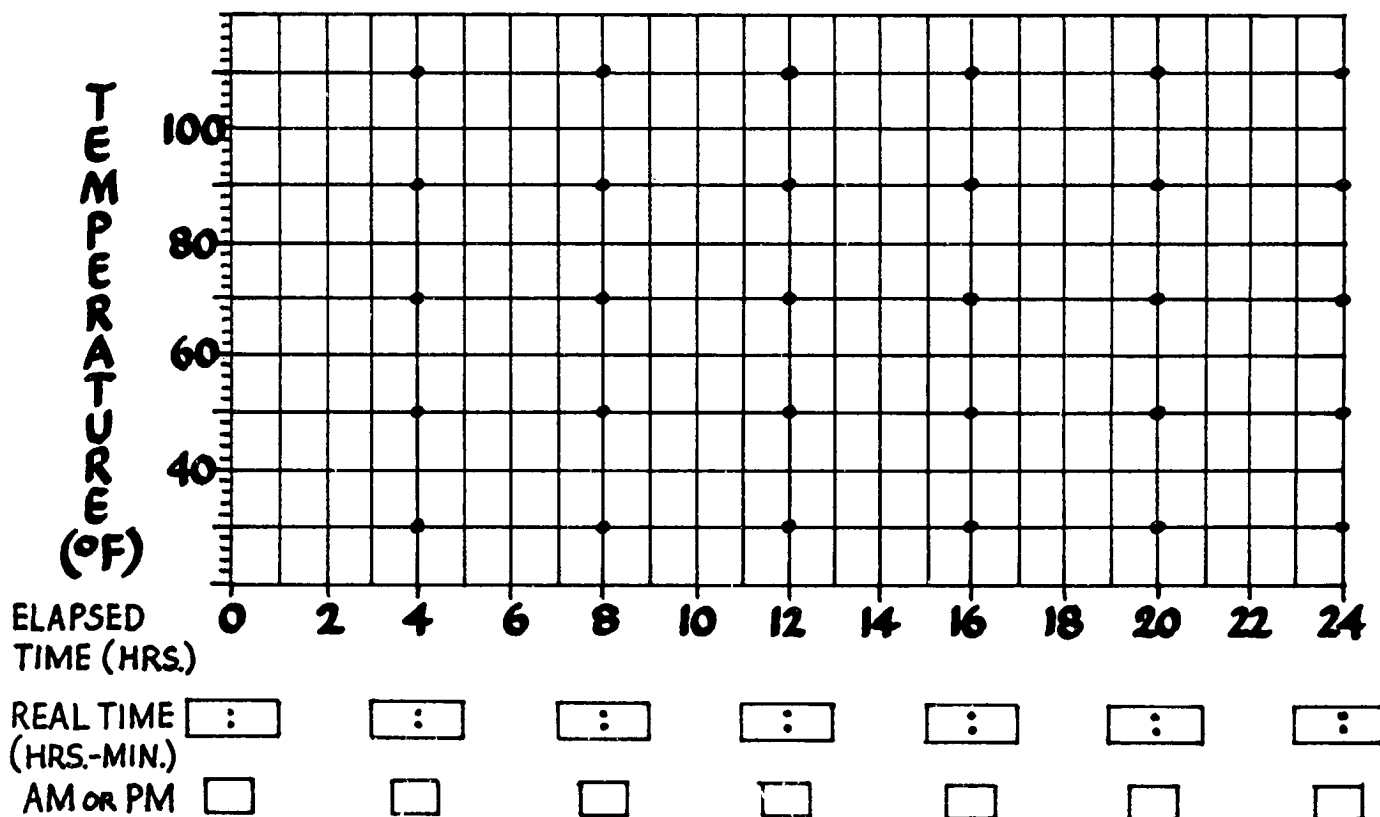 TEMPERATURE
(°F)
100
80
60
40
ELAPSED
TIME (HRS.)
0 2 4 6 8 10 12 14 16 18 20 22 24
REAL TIME : : : : : : :
(HRS.-MIN.)
AM OR PM